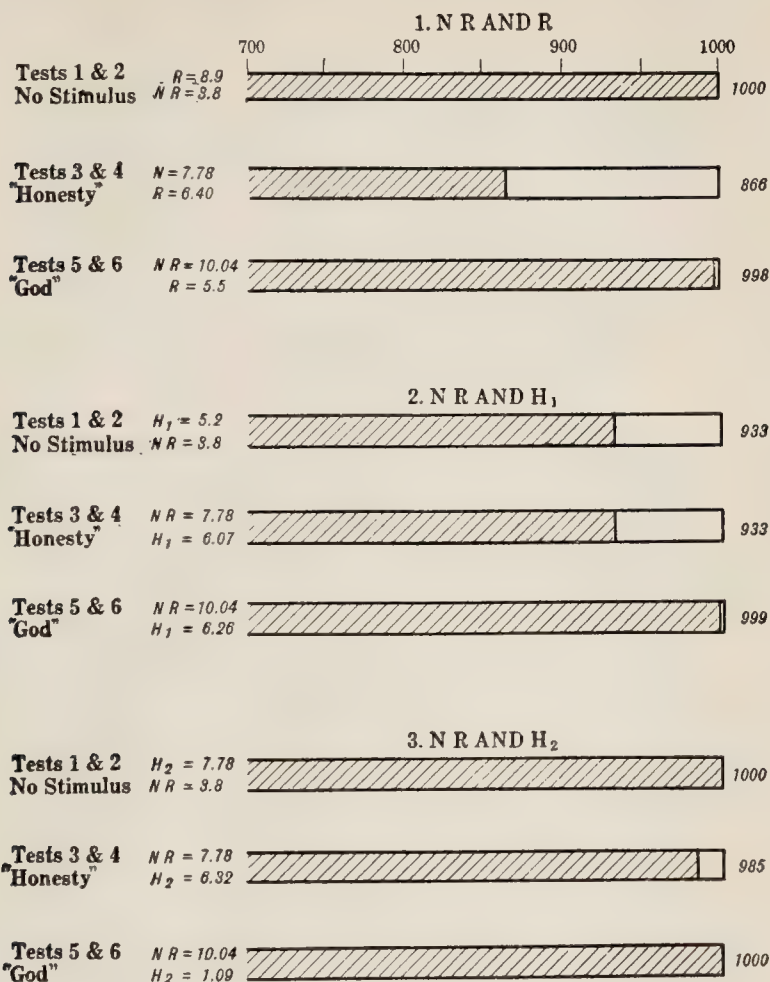 1. N R AND R
700 800 900 1000
Tests 1 & 2 R = 8.9
No Stimulus N R = 3.8 1000
Tests 3 & 4 N = 7.78
"Honesty" R = 6.40 866
Tests 5 & 6 N R = 10.04
"God" R = 5.5 998
2. N R AND H₁
Tests 1 & 2 H₁ = 5.2
No Stimulus N R = 3.8 933
Tests 3 & 4 N R = 7.78
"Honesty" H₁ = 6.07 933
Tests 5 & 6 N R = 10.04
"God" H₁ = 6.26 999
3. N R AND H₂
Tests 1 & 2 H₂ = 7.78
No Stimulus N R = 3.8 1000
Tests 3 & 4 N R = 7.78
"Honesty" H₂ = 6.32 985
Tests 5 & 6 N R = 10.04
"God" H₂ = 1.09 1000